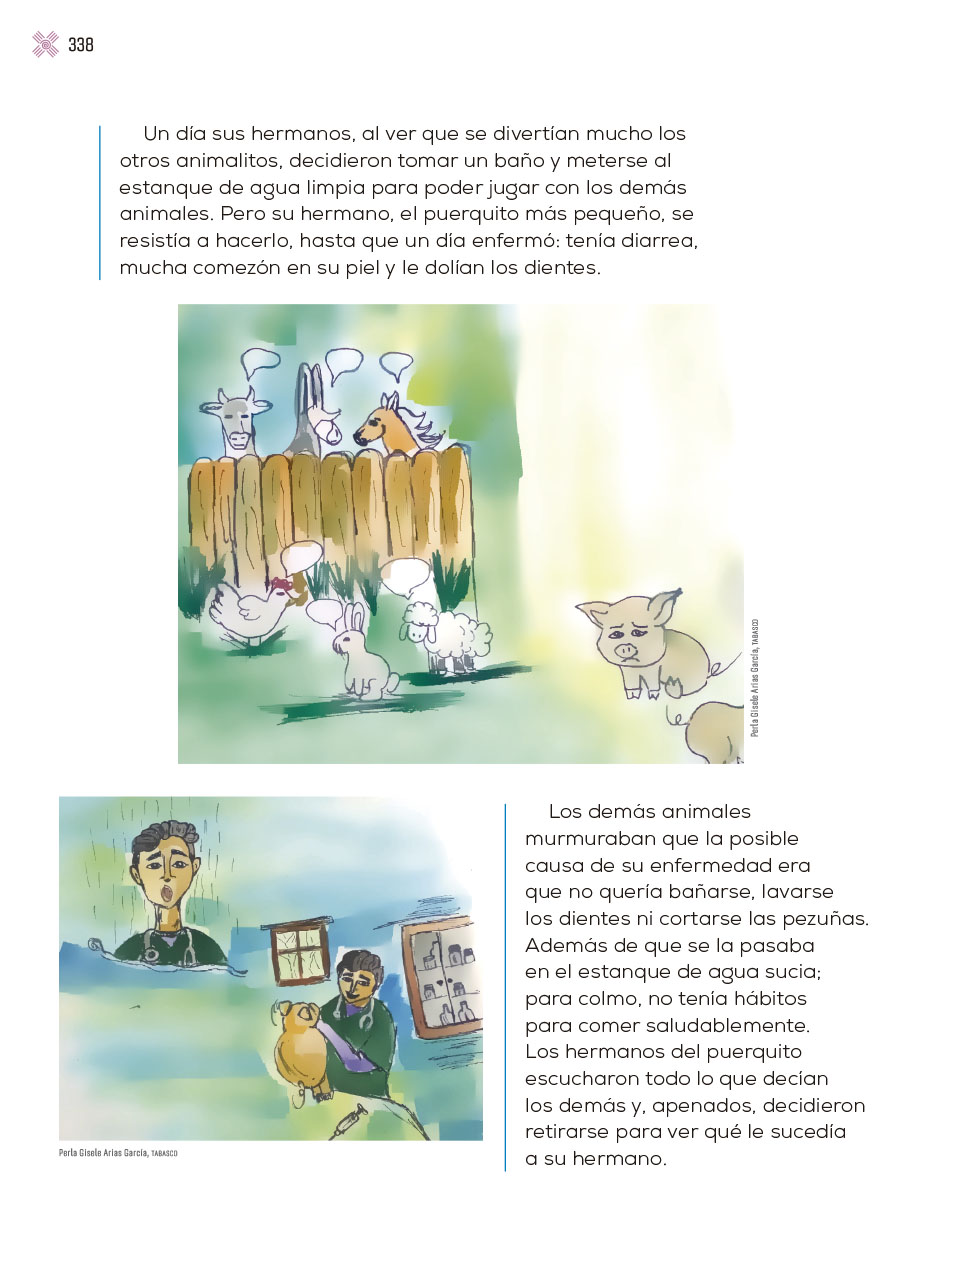 338
Un día sus hermanos, al ver que se divertían mucho los
otros animalitos, decidieron tomar un baño y meterse al
estanque de agua limpia para poder jugar con los demás
animales. Pero su hermano, el puerquito más pequeño, se
resistía a hacerlo, hasta que un día enfermó: tenía diarrea,
mucha comezón en su piel y le dolían los dientes.
Perla Gisele Arias García, TABASCO
Los demás animales
murmuraban que la posible
causa de su enfermedad era
que no quería bañarse, lavarse
los dientes ni cortarse las pezuñas.
Además de que se la pasaba
en el estanque de agua sucia;
para colmo, no tenía hábitos
para comer saludablemente.
Los hermanos del puerquito
escucharon todo lo que decían
los demás y, apenados, decidieron
retirarse para ver qué le sucedía
a su hermano.
Perla Gisele Arias García, TABASCO